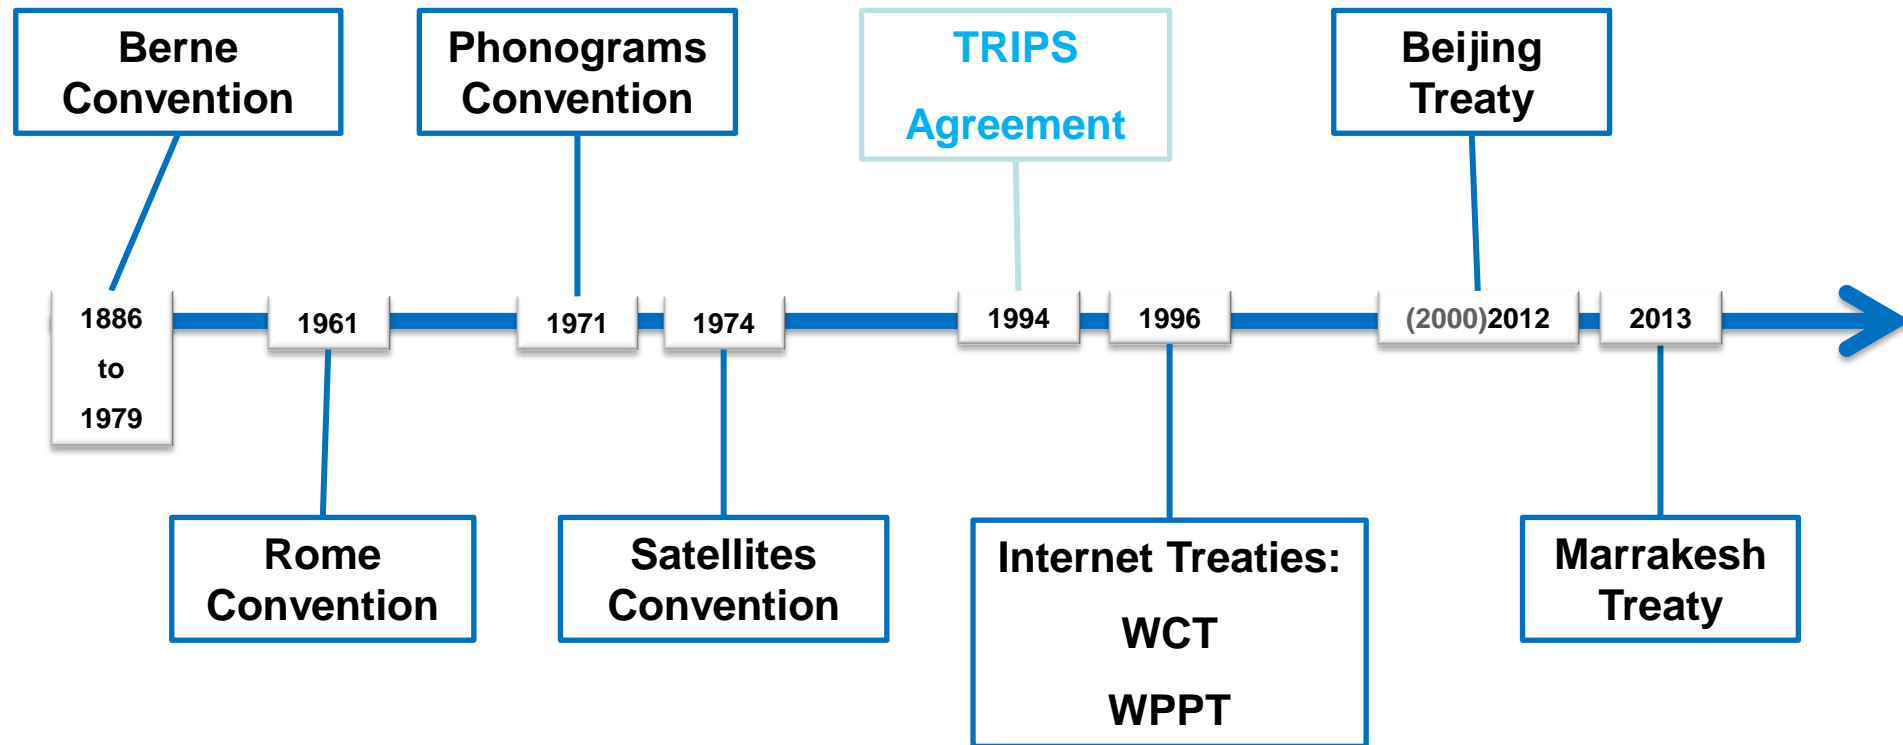 Berne
Convention
Phonograms
Convention
TRIPS
Agreement
Beijing
Treaty
1886
to
1979
1961
1971
1974
1994
1996
(2000)2012
2013
Rome
Convention
Satellites
Convention
Internet Treaties:
WCT
WPPT
Marrakesh
Treaty